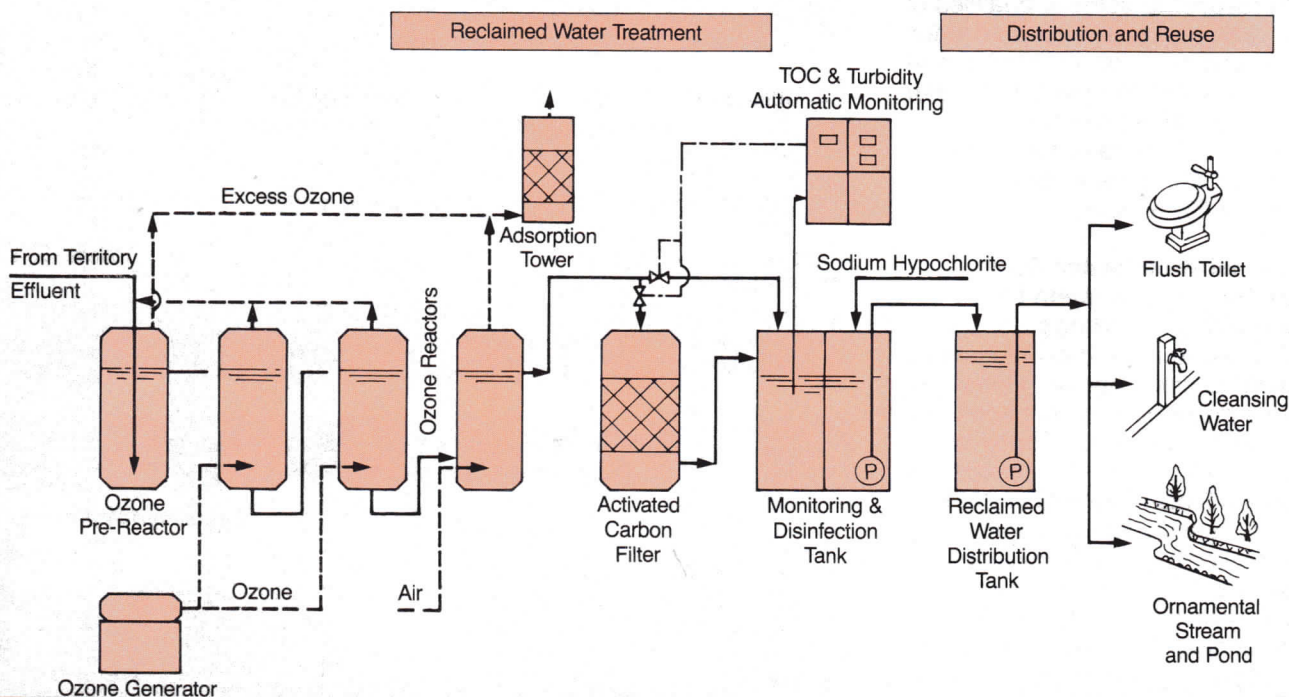 Reclaimed Water Treatment
Distribution and Reuse
TOC & Turbidity
Automatic Monitoring
Excess Ozone
Adsorption
Tower
From Territory
Effluent
Ozone Reactors
Sodium Hypochlorite
Flush Toilet
Cleansing
Water
Ozone
Pre-Reactor
Activated
Carbon
Filter
Monitoring &
Disinfection
Tank
P
Reclaimed
Water
Distribution
Tank
P
Ozone
Air
Ornamental
Stream
and Pond
Ozone Generator